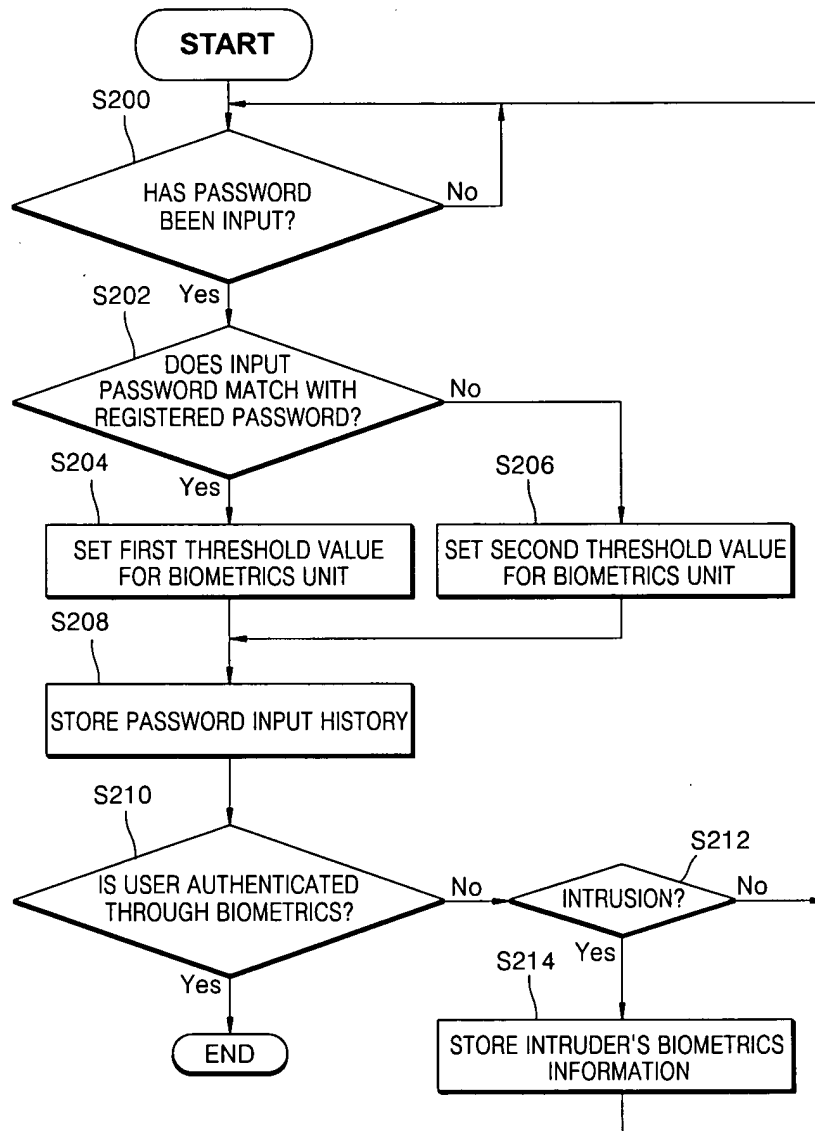 START
S200
HAS PASSWORD
BEEN INPUT?
No
Yes
S202
DOES INPUT
PASSWORD MATCH WITH
REGISTERED PASSWORD?
No
Yes
S204
SET FIRST THRESHOLD VALUE
FOR BIOMETRICS UNIT
S206
SET SECOND THRESHOLD VALUE
FOR BIOMETRICS UNIT
S208
STORE PASSWORD INPUT HISTORY
S210
IS USER AUTHENTICATED
THROUGH BIOMETRICS?
No
Yes
S212
INTRUSION?
No
Yes
END
S214
STORE INTRUDER'S BIOMETRICS
INFORMATION